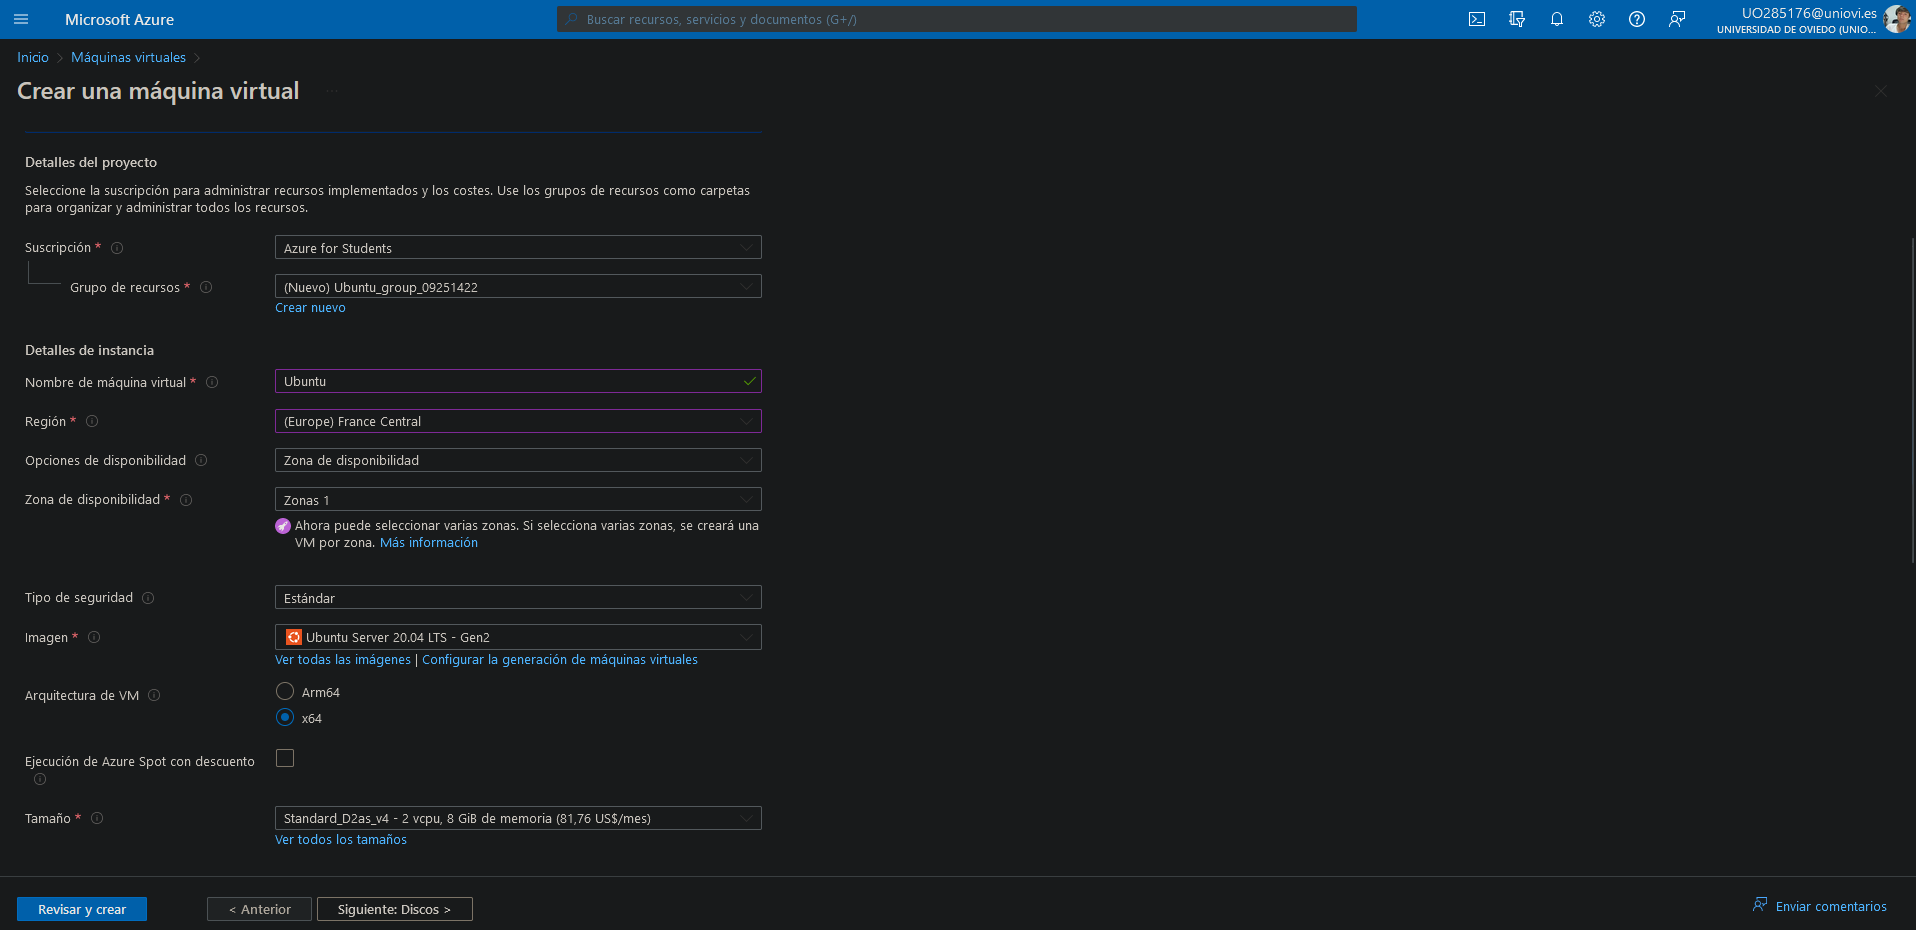 Microsoft Azure
Buscar recursos, servicios y documentos (G+/)
UO285176@uniovi.es
UNIVERSIDAD DE OVIEDO (UNIO...
Inicio > Máquinas virtuales >
Crear una máquina virtual ...
Detalles del proyecto
Seleccione la suscripción para administrar recursos implementados y los costes. Use los grupos de recursos como carpetas
para organizar y administrar todos los recursos.
Suscripción *
Azure for Students
Grupo de recursos *
(Nuevo) Ubuntu_group_09251422
Crear nuevo
Detalles de instancia
Nombre de máquina virtual *
Ubuntu
Región *
(Europe) France Central
Opciones de disponibilidad
Zona de disponibilidad
Zona de disponibilidad *
Zonas 1
Ahora puede seleccionar varias zonas. Si selecciona varias zonas, se creará una
VM por zona. Más información
Tipo de seguridad
Estándar
Imagen *
Ubuntu Server 20.04 LTS - Gen2
Ver todas las imágenes | Configurar la generación de máquinas virtuales
Arquitectura de VM
Arm64
x64
Ejecución de Azure Spot con descuento
Tamaño *
Standard_D2as_v4 - 2 vcpu, 8 GiB de memoria (81,76 US$/mes)
Ver todos los tamaños
Revisar y crear
< Anterior
Siguiente: Discos >
Enviar comentarios